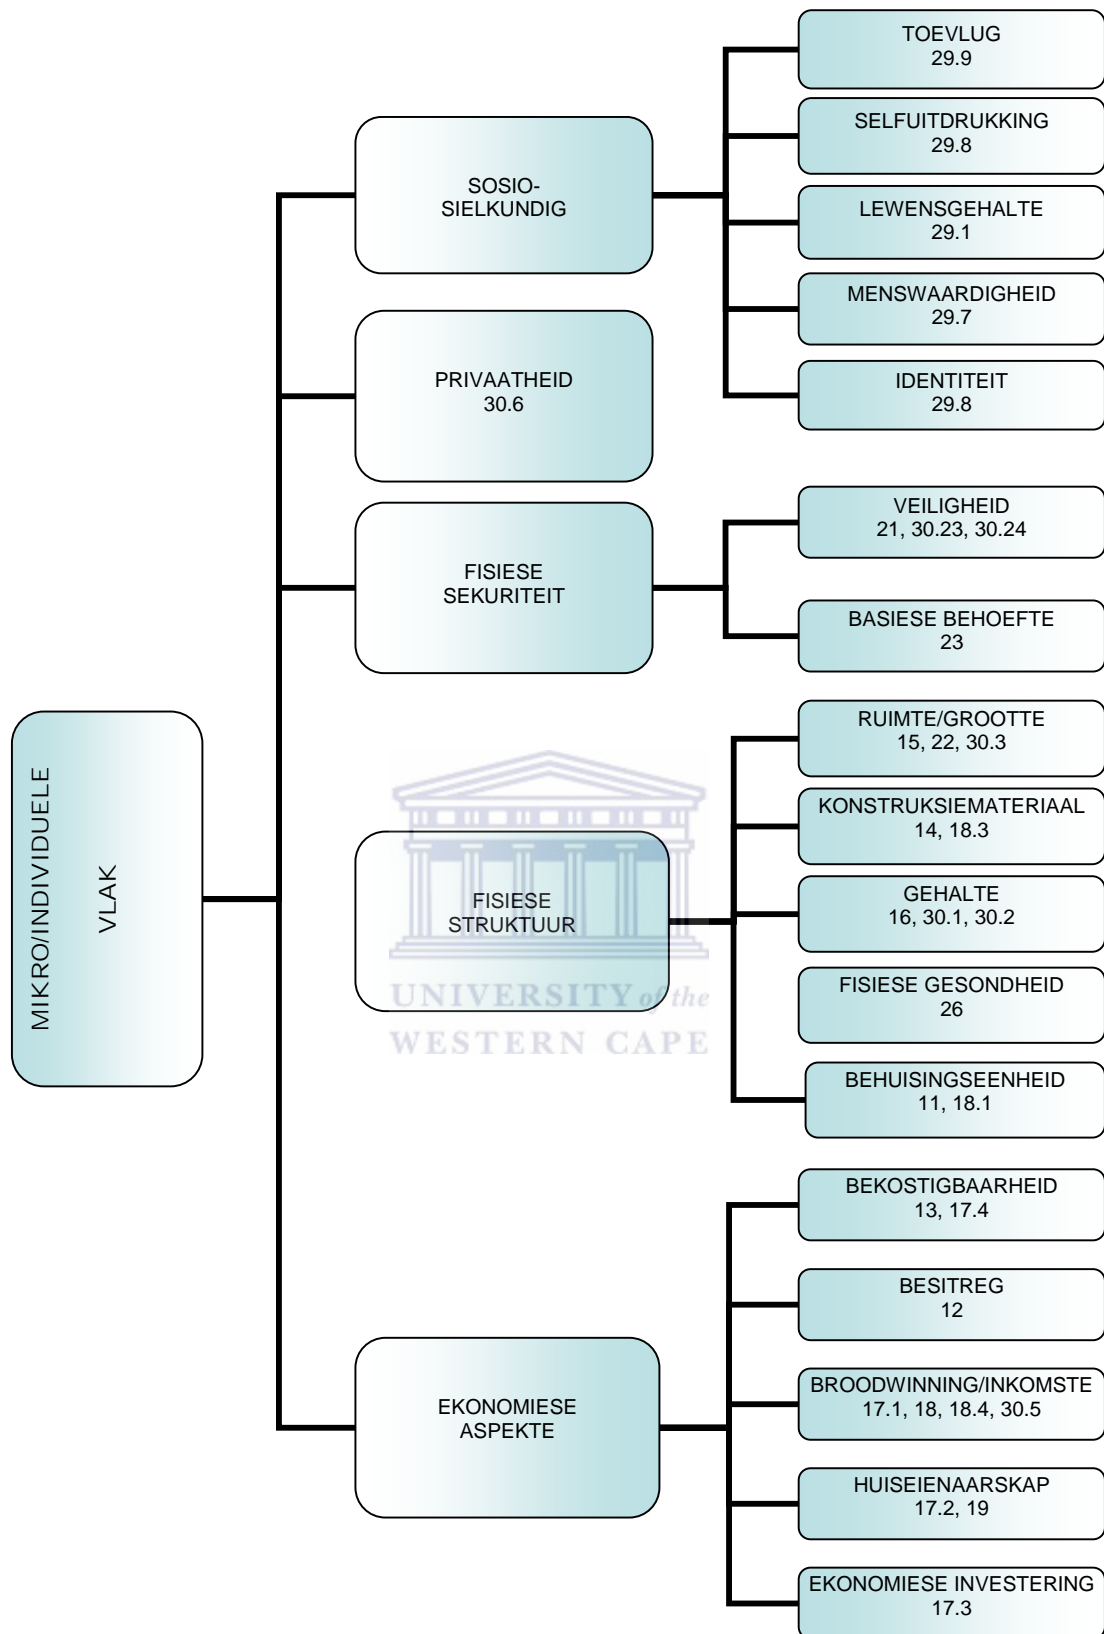 MIKRO/INDIVIDUELE
VLAK
SOSIO-
SIELKUNDIG
TOEVLUG
29.9
SELFUITDRUKKING
29.8
LEWENSGEHALTE
29.1
MENSWAARDIGHEID
29.7
IDENTITEIT
29.8
PRIVAATHEID
30.6
FISIESE
SEKURITEIT
VEILIGHEID
21, 30.23, 30.24
BASIESE BEHOEFTE
23
FISIESE
STRUKTUUR
RUIMTE/GROOTTE
15, 22, 30.3
KONSTRUKSIEMATERIAAL
14, 18.3
GEHALTE
16, 30.1, 30.2
FISIESE GESONDHEID
26
BEHUISINGSEENHEID
11, 18.1
UNIVERSITY of the
WESTERN CAPE
EKONOMIESE
ASPEKTE
BEKOSTIGBAARHEID
13, 17.4
BESITREG
12
BROODWINNING/INKOMSTE
17.1, 18, 18.4, 30.5
HUISEIENAARSKAP
17.2, 19
EKONOMIESE INVESTERING
17.3